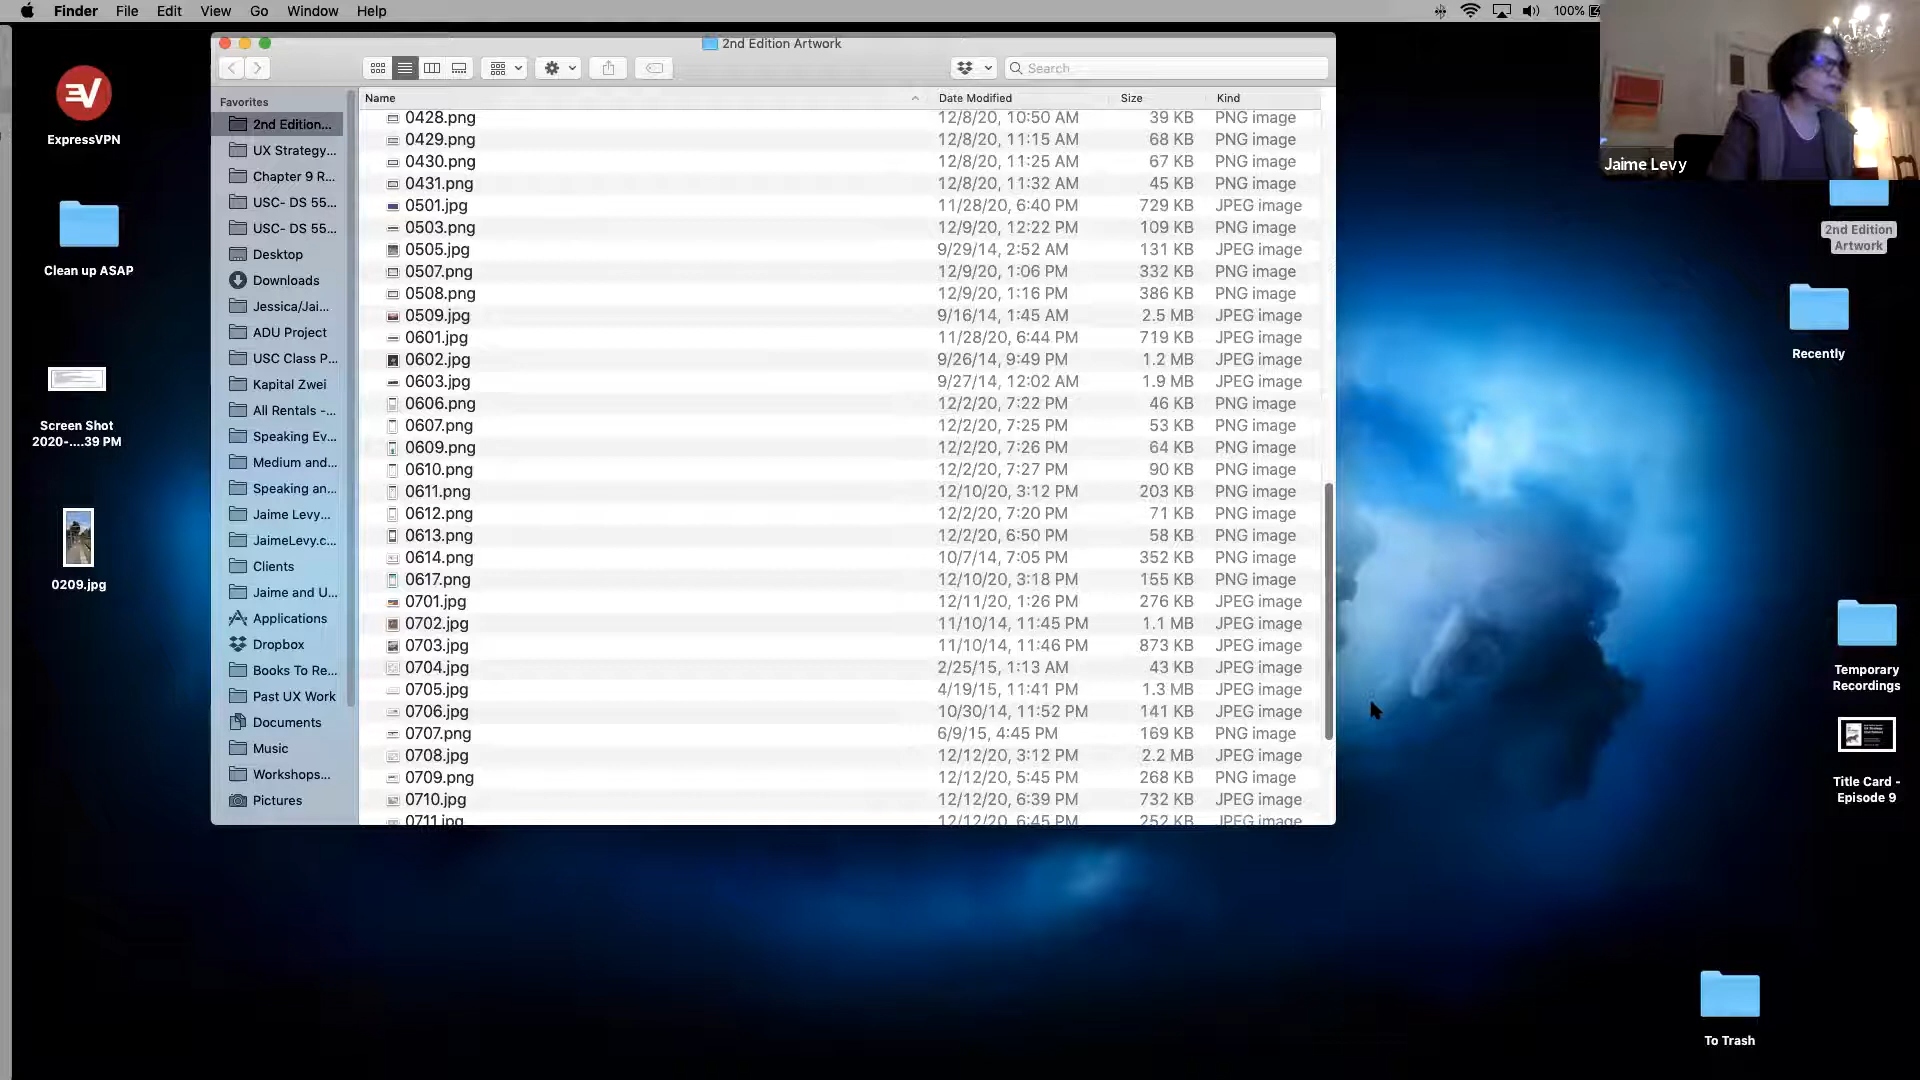 Finder File Edit View Go Window Help 100%
2nd Edition Artwork
Search
Name Date Modified Size Kind
Favorites
2nd Edition...
UX Strategy...
Chapter 9 R...
USC- DS 55...
USC- DS 55...
Desktop
Downloads
Jessica/Jai...
ADU Project
USC Class P...
Kapital Zwei
All Rentals -...
Speaking Ev...
Medium and...
Speaking an...
Jaime Levy...
JaimeLevy.c...
Clients
Jaime and U...
Applications
Dropbox
Books To Re...
Past UX Work
Documents
Music
Workshops...
Pictures
0428.png 12/8/20, 10:50 AM 39 KB PNG image
0429.png 12/8/20, 11:15 AM 68 KB PNG image
0430.png 12/8/20, 11:25 AM 67 KB PNG image
0431.png 12/8/20, 11:32 AM 45 KB PNG image
0501.jpg 11/28/20, 6:40 PM 729 KB JPEG image
0503.png 12/9/20, 12:22 PM 109 KB PNG image
0505.jpg 9/29/14, 2:52 AM 131 KB JPEG image
0507.png 12/9/20, 1:06 PM 332 KB PNG image
0508.png 12/9/20, 1:16 PM 386 KB PNG image
0509.jpg 9/16/14, 1:45 AM 2.5 MB JPEG image
0601.jpg 11/28/20, 6:44 PM 719 KB JPEG image
0602.jpg 9/26/14, 9:49 PM 1.2 MB JPEG image
0603.jpg 9/27/14, 12:02 AM 1.9 MB JPEG image
0606.png 12/2/20, 7:22 PM 46 KB PNG image
0607.png 12/2/20, 7:25 PM 53 KB PNG image
0609.png 12/2/20, 7:26 PM 64 KB PNG image
0610.png 12/2/20, 7:27 PM 90 KB PNG image
0611.png 12/10/20, 3:12 PM 203 KB PNG image
0612.png 12/2/20, 7:20 PM 71 KB PNG image
0613.png 12/2/20, 6:50 PM 58 KB PNG image
0614.png 10/7/14, 7:05 PM 352 KB PNG image
0617.png 12/10/20, 3:18 PM 155 KB PNG image
0701.jpg 12/11/20, 1:26 PM 276 KB JPEG image
0702.jpg 11/10/14, 11:45 PM 1.1 MB JPEG image
0703.jpg 11/10/14, 11:46 PM 873 KB JPEG image
0704.jpg 2/25/15, 1:13 AM 43 KB JPEG image
0705.jpg 4/19/15, 11:41 PM 1.3 MB JPEG image
0706.jpg 10/30/14, 11:52 PM 141 KB JPEG image
0707.png 6/9/15, 4:45 PM 169 KB PNG image
0708.jpg 12/12/20, 3:12 PM 2.2 MB JPEG image
0709.png 12/12/20, 5:45 PM 268 KB PNG image
0710.jpg 12/12/20, 6:39 PM 732 KB JPEG image
0711.jpg 12/12/20, 6:45 PM 252 KB JPEG image
ExpressVPN
Clean up ASAP
Screen Shot
2020-....39 PM
0209.jpg
Jaime Levy
2nd Edition
Artwork
Recently
Temporary
Recordings
Title Card -
Episode 9
To Trash